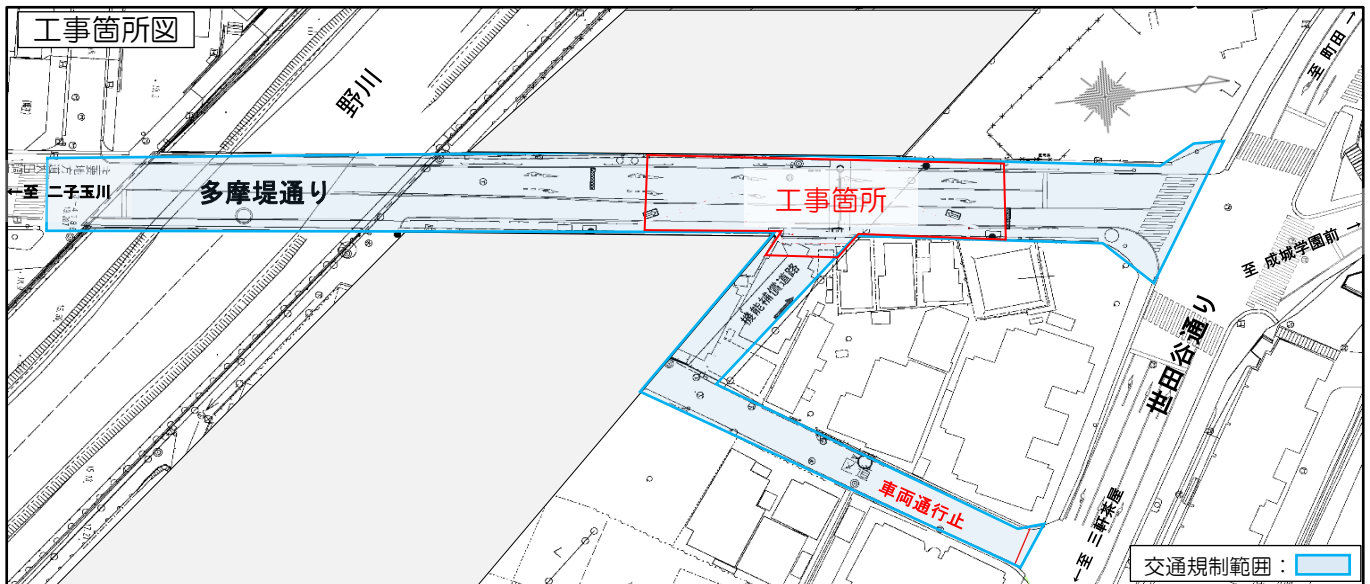 工事箇所図
野川
至 町田→
←至 二子玉川
多摩堤通り
工事箇所
至 成城学園前→
機能補償道路
世田谷通り
車両通行止
←至 三軒茶屋
交通規制範囲：